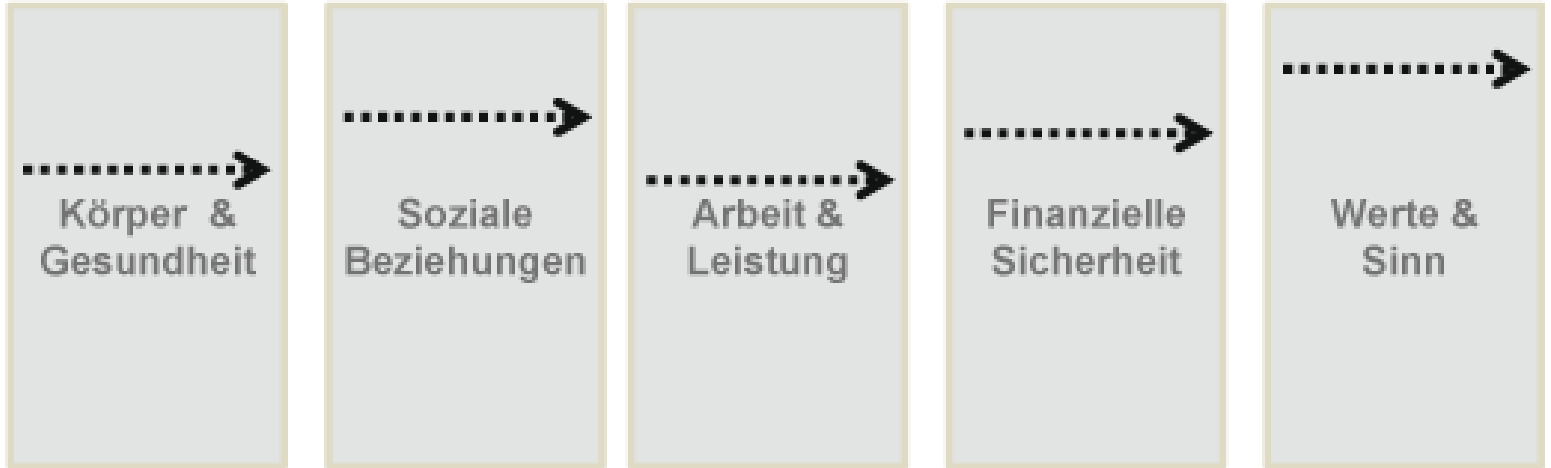 Körper &
Gesundheit
Soziale
Beziehungen
Arbeit &
Leistung
Finanzielle
Sicherheit
Werte &
Sinn